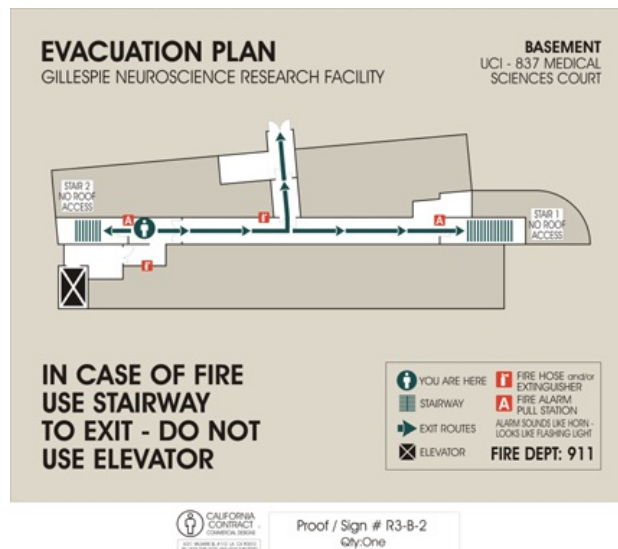 EVACUATION PLAN
GILLESPIE NEUROSCIENCE RESEARCH FACILITY
BASEMENT
UCI - 837 MEDICAL
SCIENCES COURT
STAIR 2
NO ROOF
ACCESS
A
A
STAIR 1
NO ROOF
ACCESS
IN CASE OF FIRE
USE STAIRWAY
TO EXIT - DO NOT
USE ELEVATOR
YOU ARE HERE
STAIRWAY
EXIT ROUTES
ELEVATOR
FIRE HOSE and/or
EXTINGUISHER
A FIRE ALARM
PULL STATION
ALARM SOUNDS LIKE HORN -
LOOKS LIKE FLASHING LIGHT
FIRE DEPT: 911
CALIFORNIA
CONTRACT
COMMERCIAL DESIGNS
Proof / Sign # R3-B-2
Qty:One